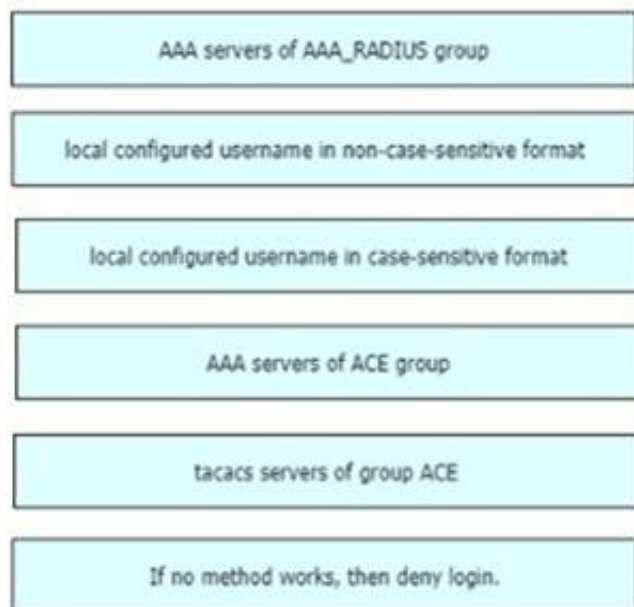 AAA servers of AAA_RADIUS group
local configured username in non-case-sensitive format
local configured username in case-sensitive format
AAA servers of ACE group
tacacs servers of group ACE
If no method works, then deny login.